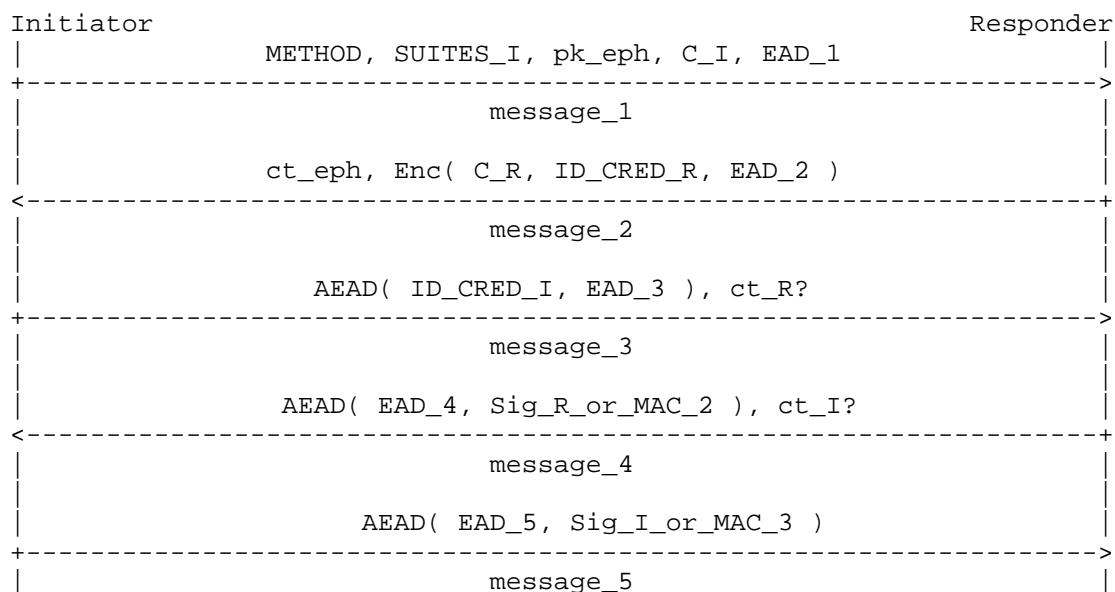 Initiator Responder
METHOD, SUITES_I, pk_eph, C_I, EAD_1
message_1
ct_eph, Enc( C_R, ID_CRED_R, EAD_2 )
message_2
AEAD( ID_CRED_I, EAD_3 ), ct_R?
message_3
AEAD( EAD_4, Sig_R_or_MAC_2 ), ct_I?
message_4
AEAD( EAD_5, Sig_I_or_MAC_3 )
message_5